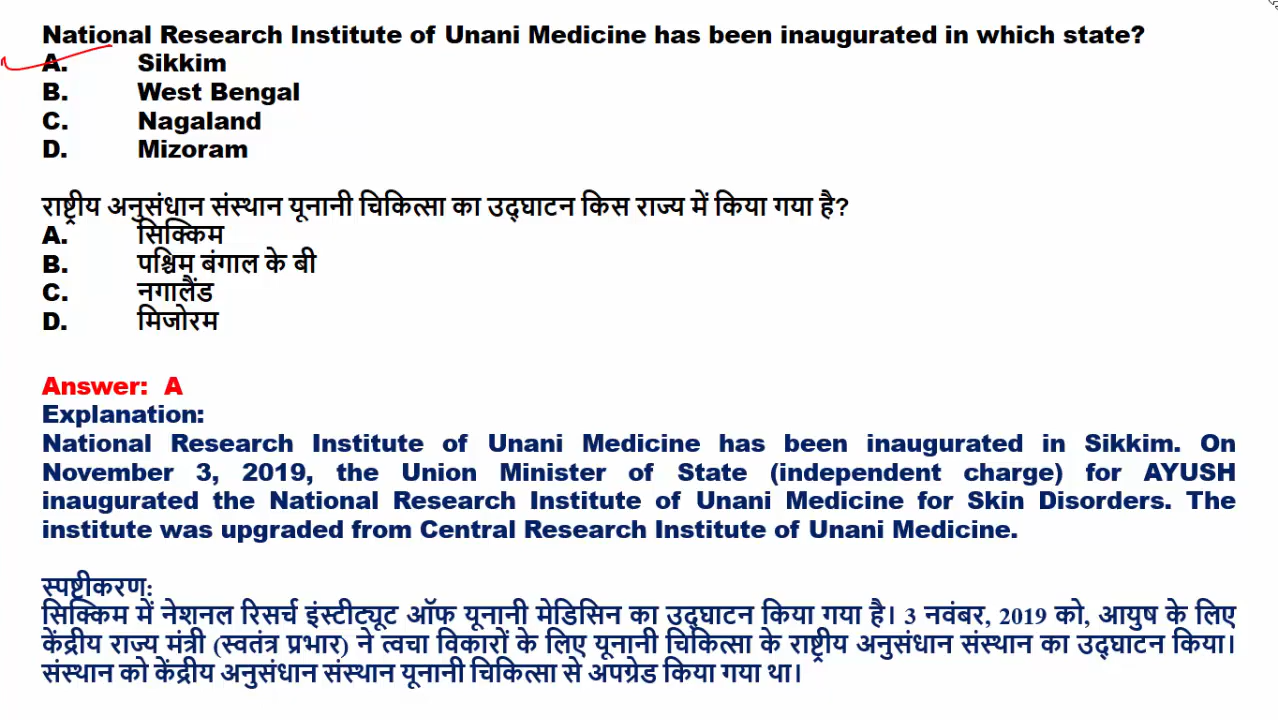 National Research Institute of Unani Medicine has been inaugurated in which state?
A. Sikkim
B. West Bengal
C. Nagaland
D. Mizoram
राष्ट्रीय अनुसंधान संस्थान यूनानी चिकित्सा का उद्घाटन किस राज्य में किया गया है?
A. सिक्किम
B. पश्चिम बंगाल के बी
C. नगालैंड
D. मिजोरम
Answer: A
Explanation:
National Research Institute of Unani Medicine has been inaugurated in Sikkim. On
November 3, 2019, the Union Minister of State (independent charge) for AYUSH
inaugurated the National Research Institute of Unani Medicine for Skin Disorders. The
institute was upgraded from Central Research Institute of Unani Medicine.
स्पष्टीकरण:
सिक्किम में नेशनल रिसर्च इंस्टीट्यूट ऑफ यूनानी मेडिसिन का उद्घाटन किया गया है। 3 नवंबर, 2019 को, आयुष के लिए
केंद्रीय राज्य मंत्री (स्वतंत्र प्रभार) ने त्वचा विकारों के लिए यूनानी चिकित्सा के राष्ट्रीय अनुसंधान संस्थान का उद्घाटन किया।
संस्थान को केंद्रीय अनुसंधान संस्थान यूनानी चिकित्सा से अपग्रेड किया गया था।